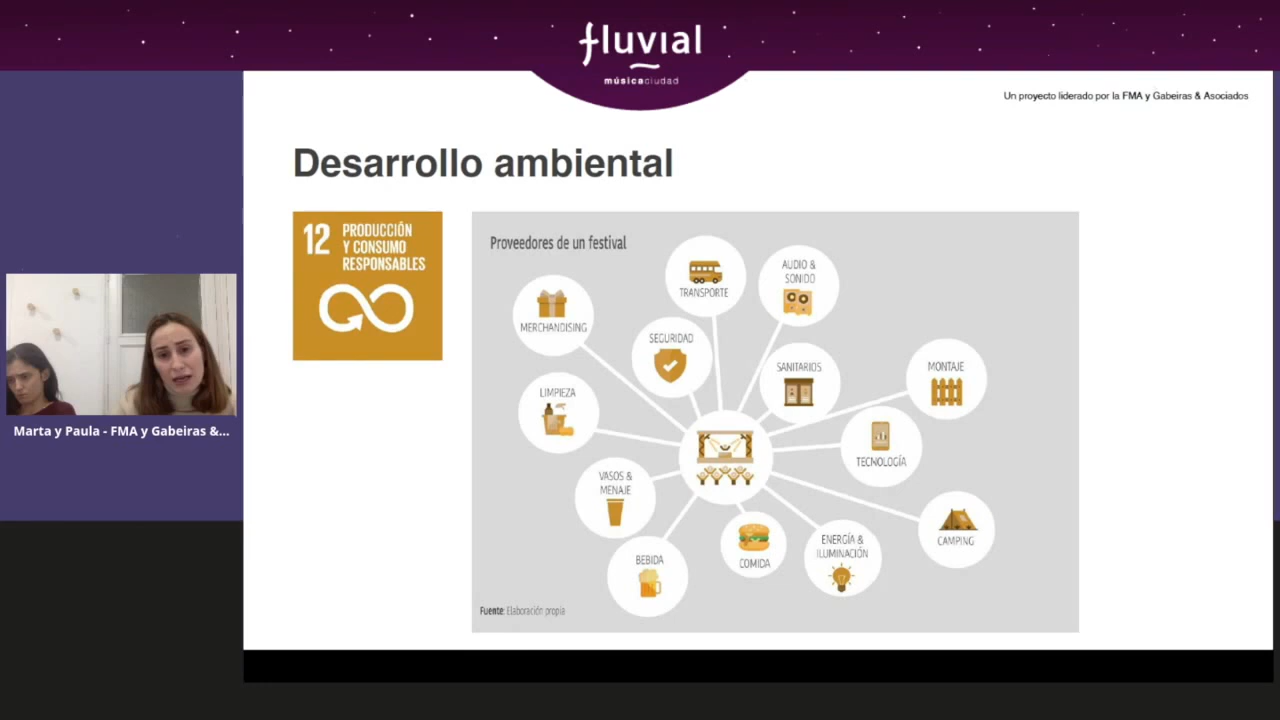 fluvial
músicaciudad
Un proyecto liderado por la FMA y Gabeiras & Asociados
Desarrollo ambiental
12 PRODUCCIÓN
Y CONSUMO
RESPONSABLES
Proveedores de un festival
TRANSPORTE
AUDIO &
SONIDO
MERCHANDISING
SEGURIDAD
SANITARIOS
MONTAJE
LIMPIEZA
TECNOLOGÍA
VASOS &
MENAJE
CAMPING
BEBIDA
COMIDA
ENERGÍA &
ILUMINACIÓN
Fuente: Elaboración propia
Marta y Paula - FMA y Gabeiras &...